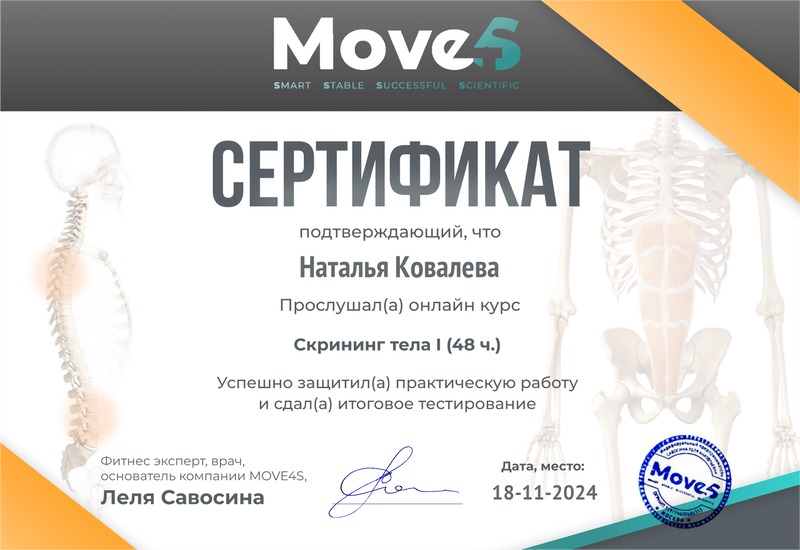 Move4S
SMART STABLE SUCCESSFUL SCIENTIFIC
СЕРТИФИКАТ
подтверждающий, что
Наталья Ковалева
Прослушал(а) онлайн курс
Скрининг тела I (48 ч.)
Успешно защитил(а) практическую работу
и сдал(а) итоговое тестирование
Фитнес эксперт, врач,
основатель компании MOVE4S,
Леля Савосина
Дата, место:
18-11-2024
Move4S
МОСКВА